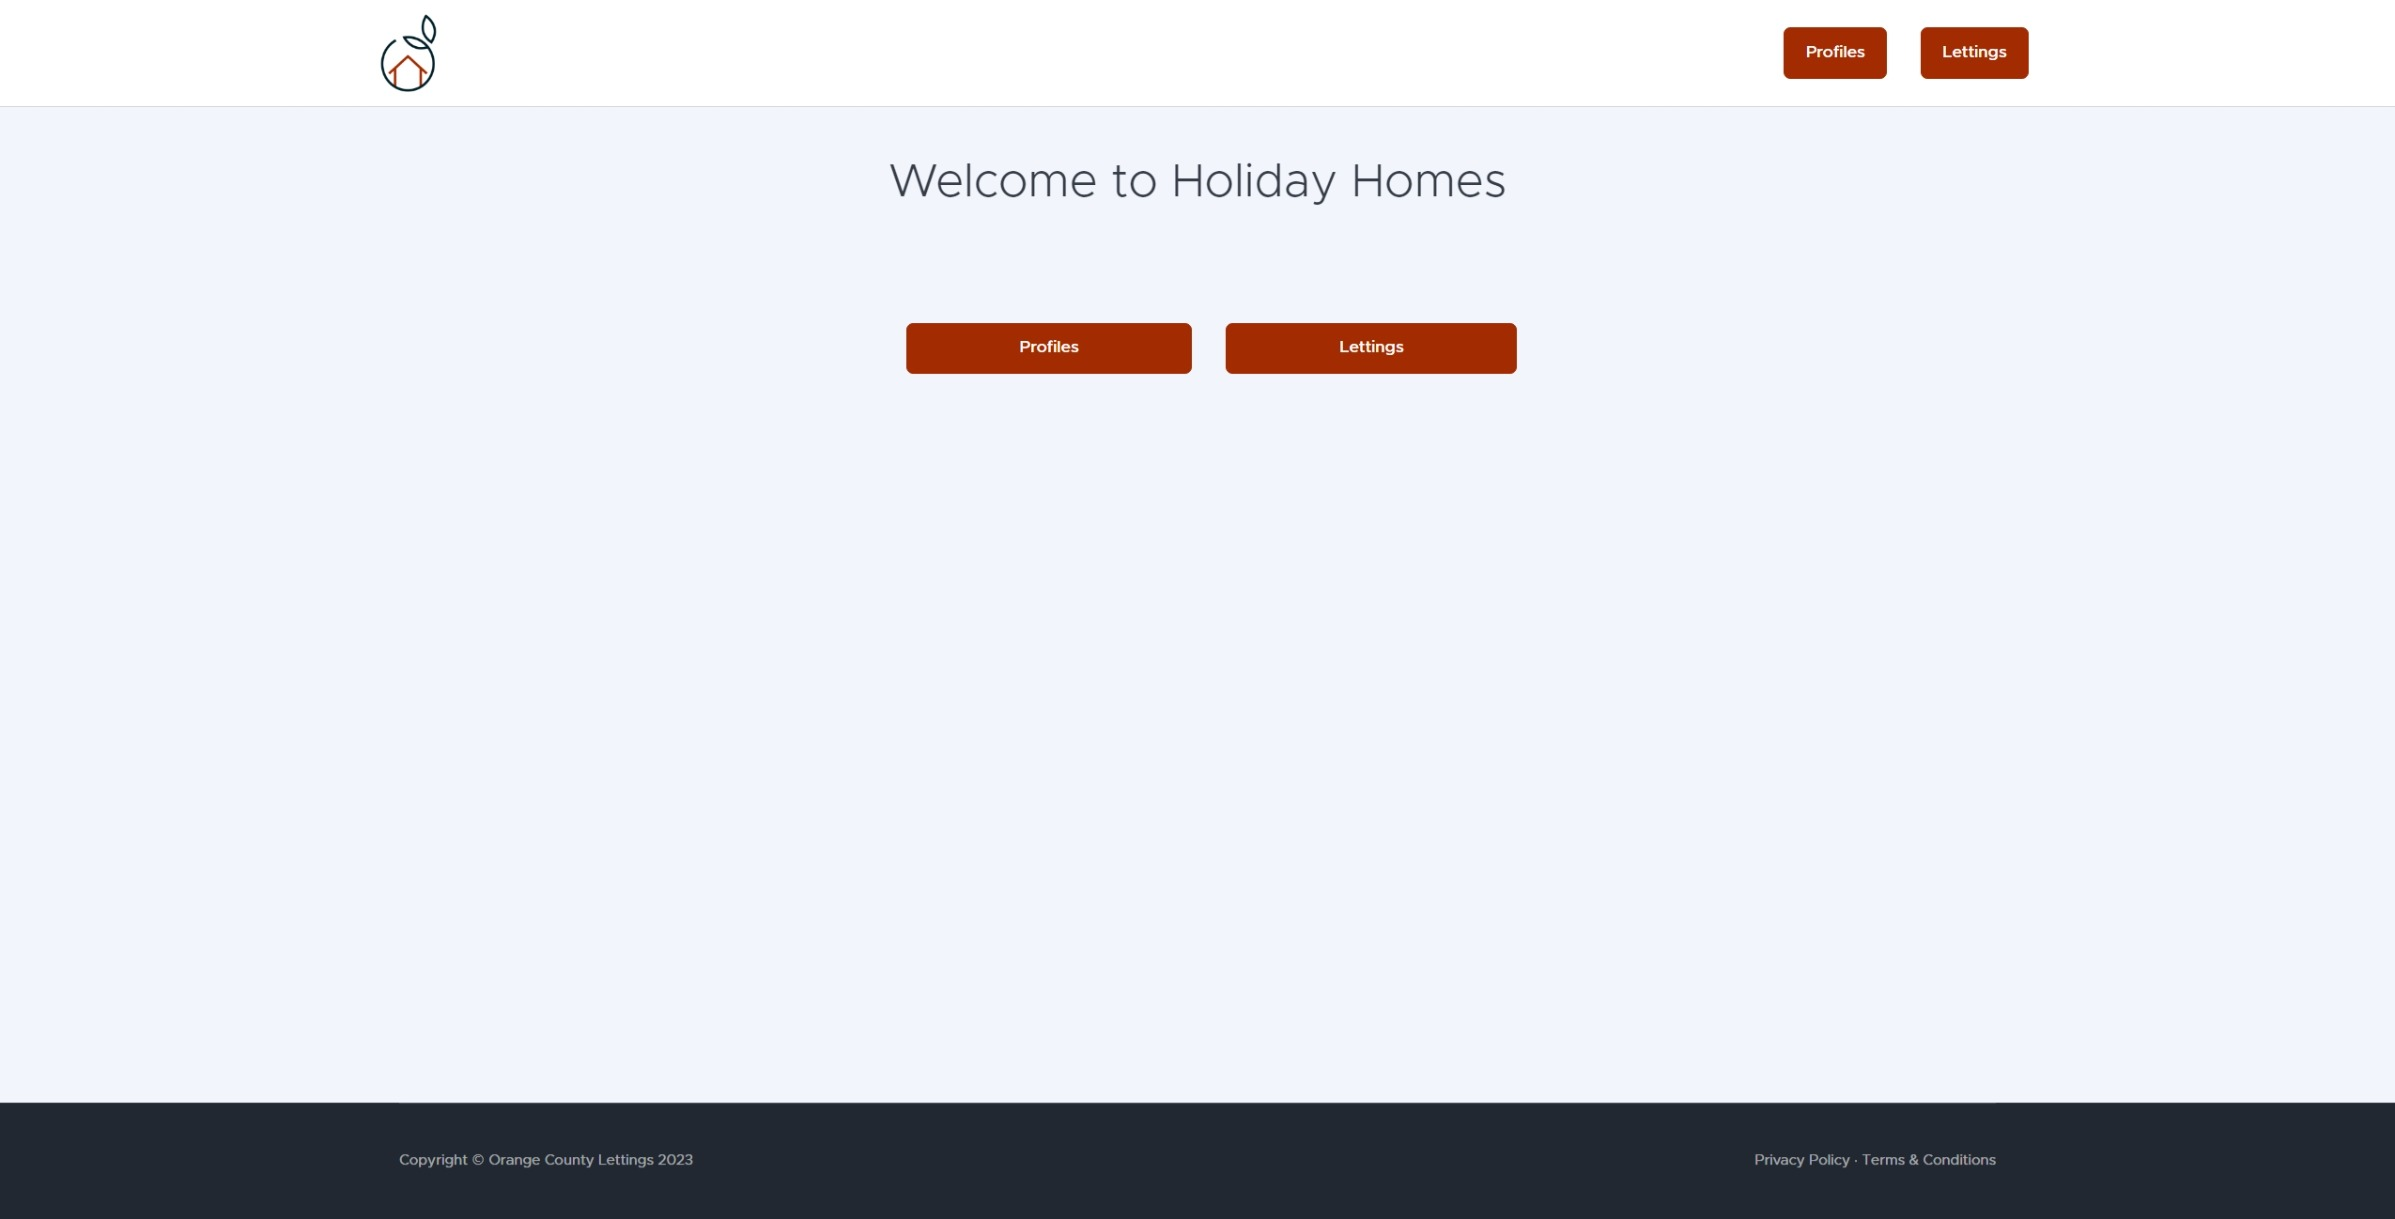 Profiles Lettings
Welcome to Holiday Homes
Profiles Lettings
Copyright © Orange County Lettings 2023 Privacy Policy · Terms & Conditions